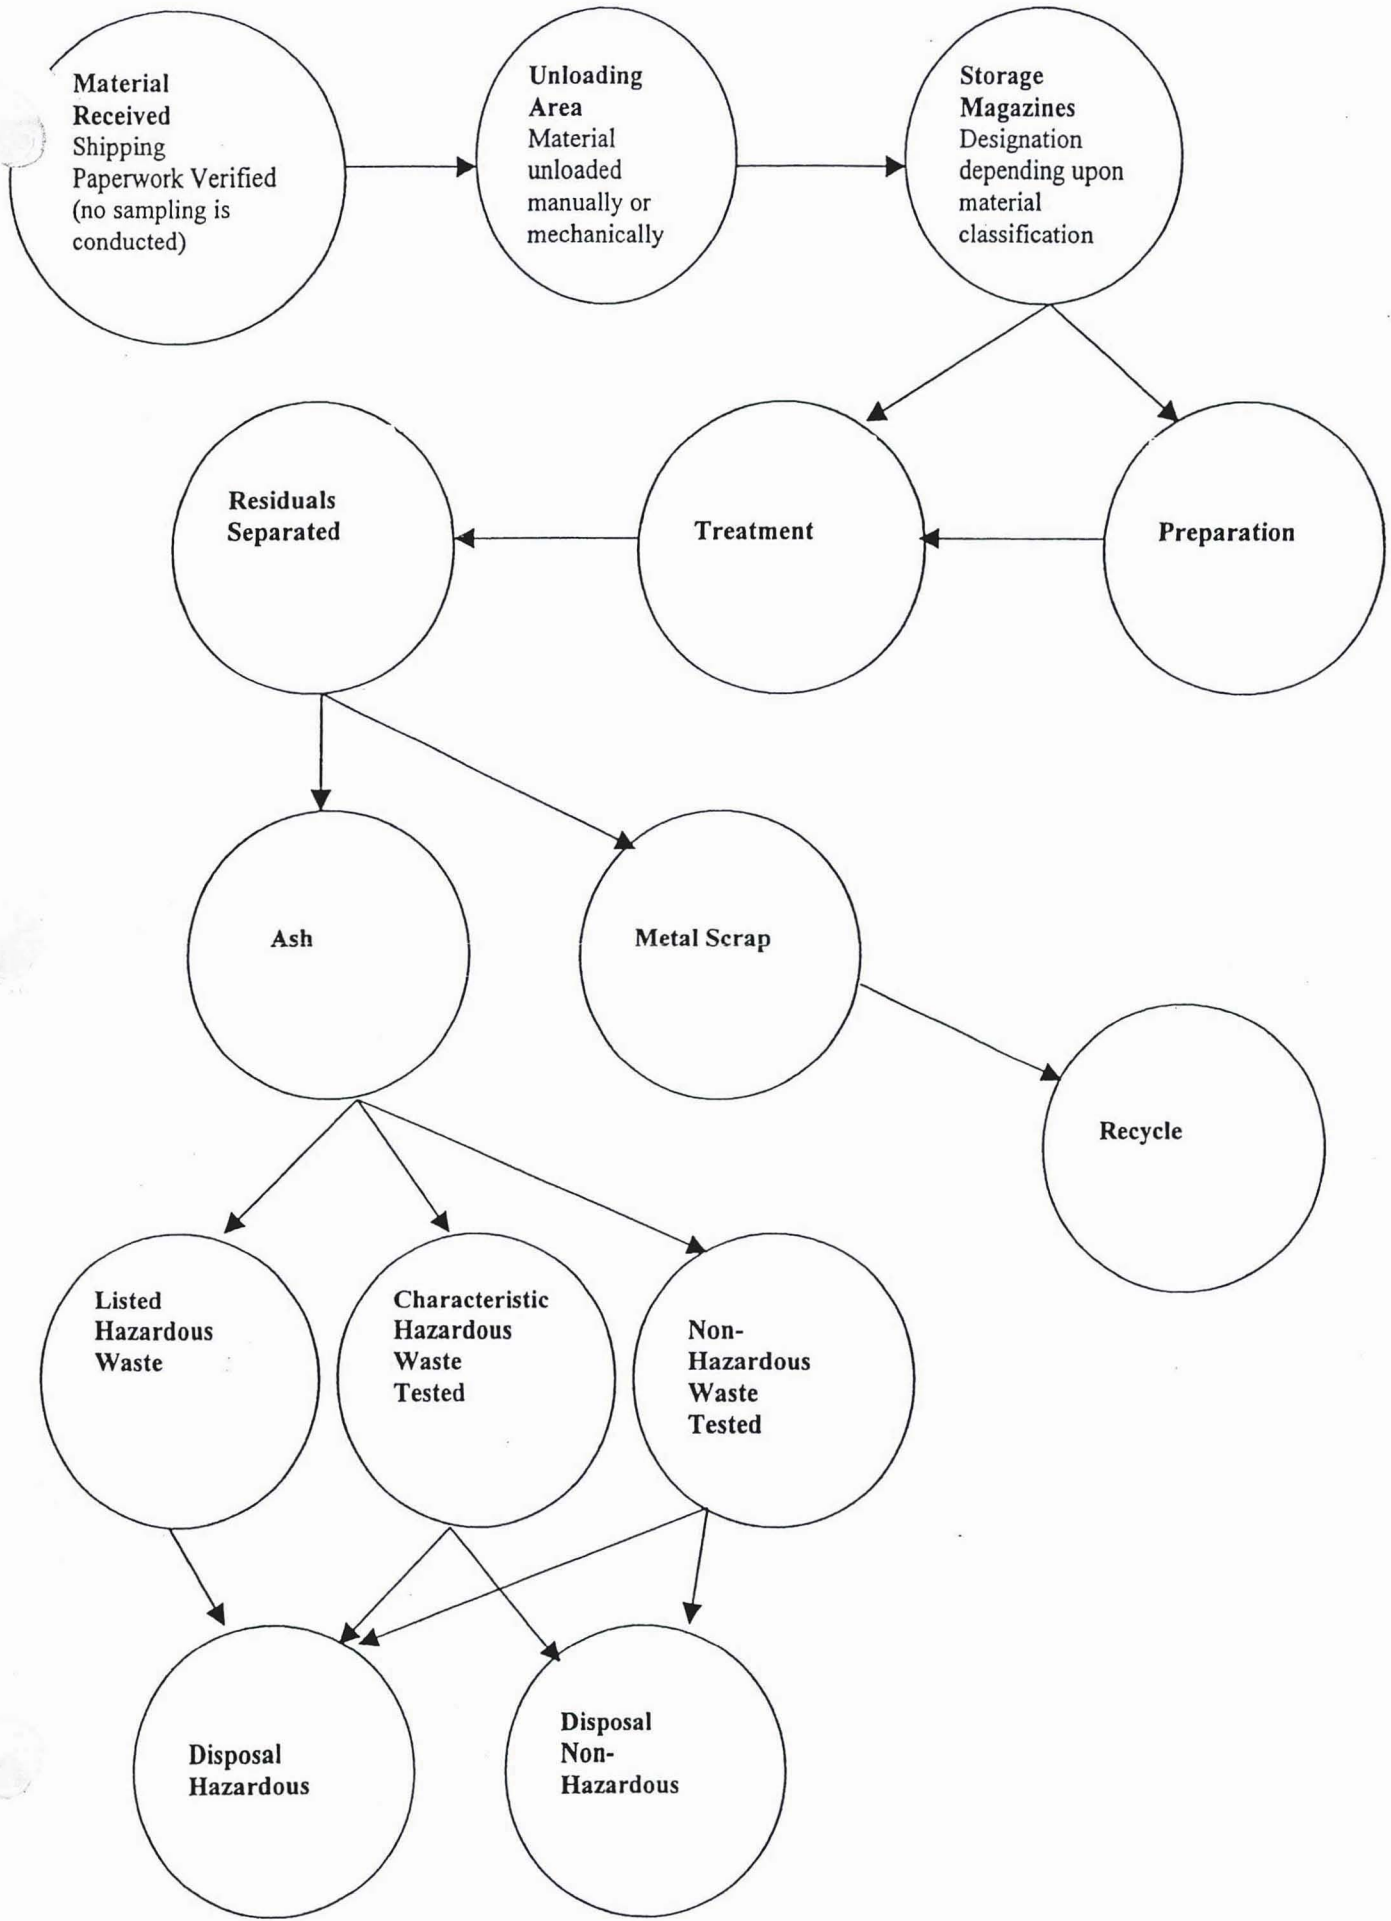 Material
Received
Shipping
Paperwork Verified
(no sampling is
conducted)
Unloading
Area
Material
unloaded
manually or
mechanically
Storage
Magazines
Designation
depending upon
material
classification
Residuals
Separated
Treatment
Preparation
Ash
Metal Scrap
Recycle
Listed
Hazardous
Waste
Characteristic
Hazardous
Waste
Tested
Non-
Hazardous
Waste
Tested
Disposal
Hazardous
Disposal
Non-
Hazardous